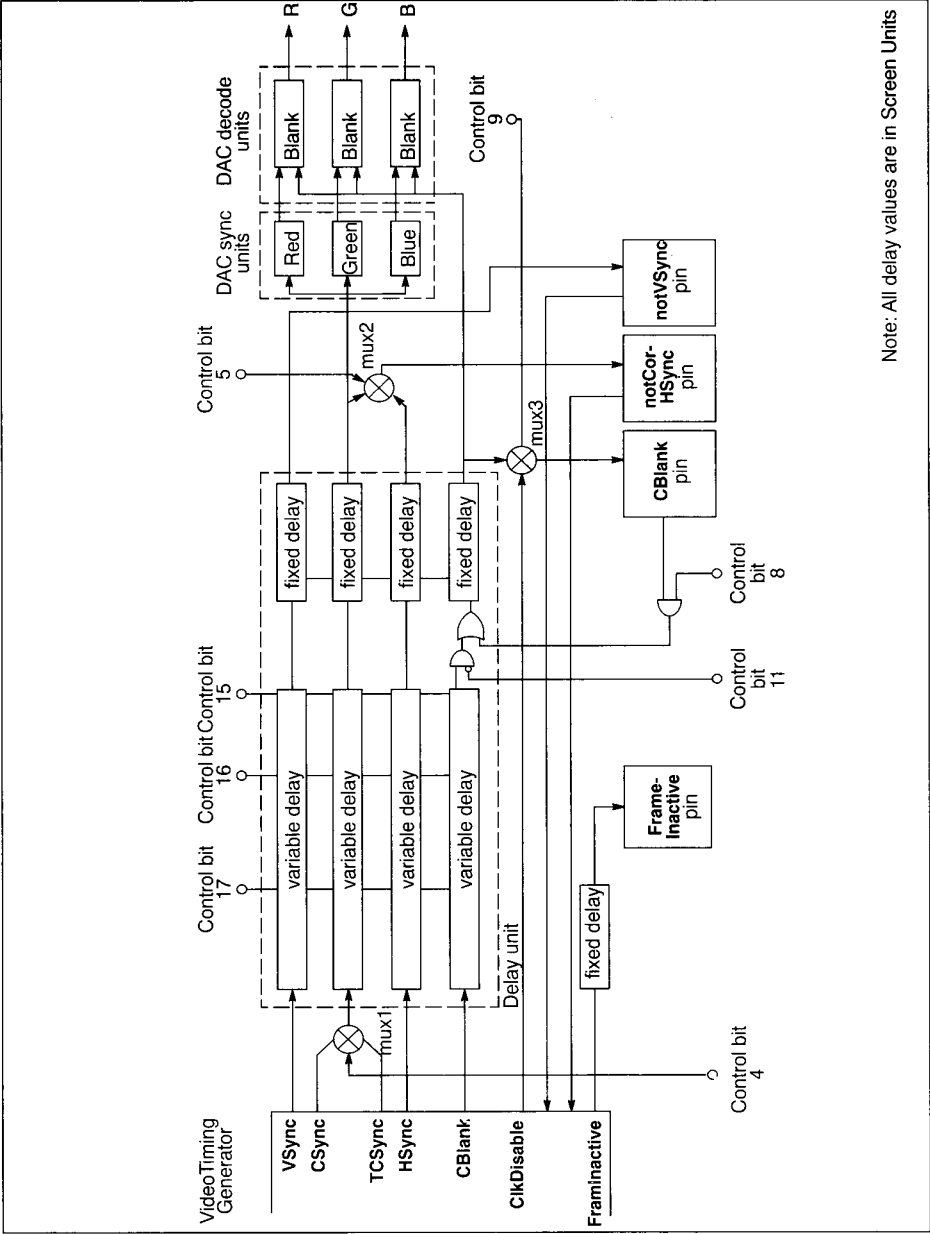 VideoTiming
Generator
VSync
CSync
TCSync
HSync
CBlank
ClkDisable
FramInactive
mux1
Control bit
4
Control bit
17
Control bit
16
Control bit
15
variable delay
variable delay
variable delay
variable delay
Delay unit
fixed delay
fixed delay
fixed delay
fixed delay
fixed delay
Frame-
Inactive
pin
Control
bit
11
Control
bit
8
Control bit
5
mux2
mux3
CBlank
pin
notCor-
HSync
pin
notVSync
pin
DAC sync
units
Red
Green
Blue
DAC decode
units
Blank
Blank
Blank
Control bit
9
R
G
B
Note: All delay values are in Screen Units